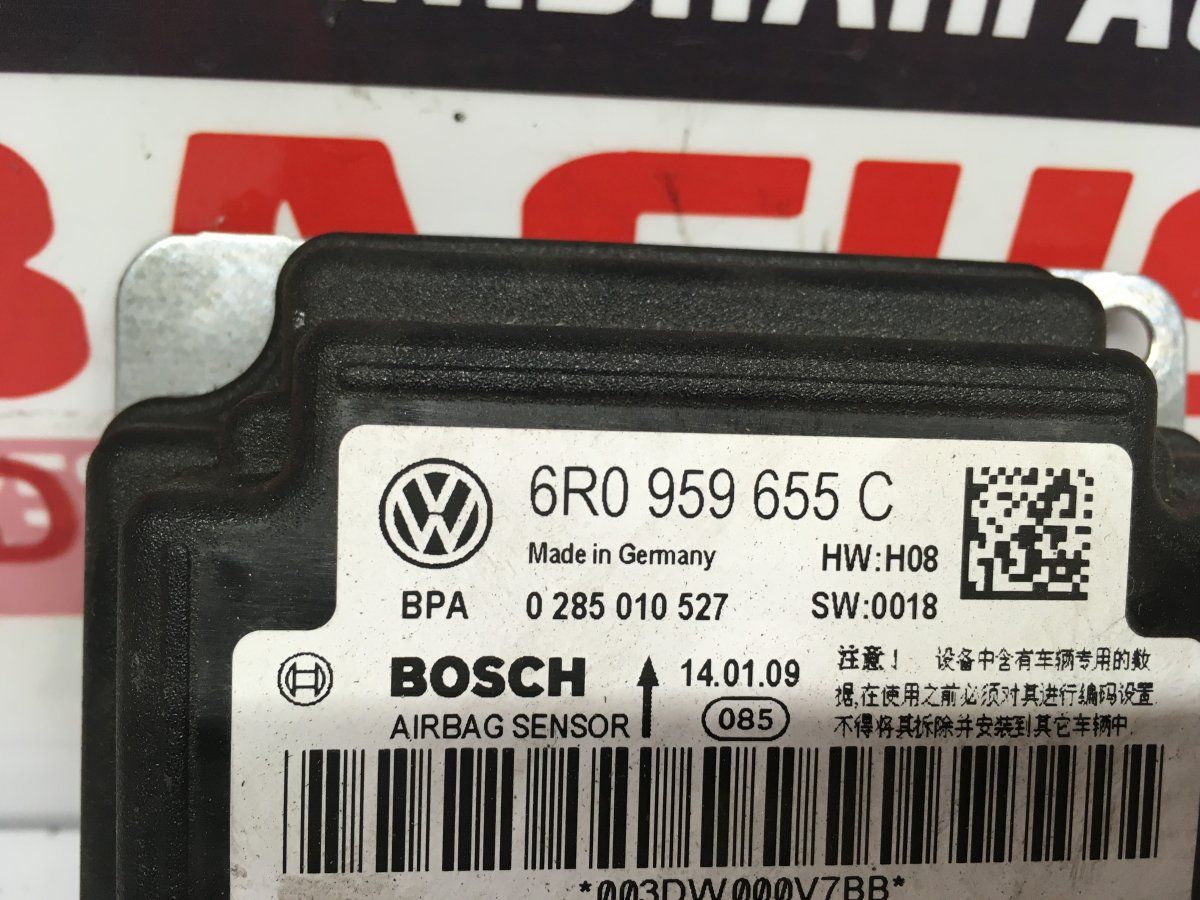 6R0 959 655 C
Made in Germany HW:H08
BPA 0 285 010 527 SW:0018
BOSCH 14.01.09
AIRBAG SENSOR 085
注意！ 设备中含有车辆专用的数
据,在使用之前必须对其进行编码设置
不得将其拆除并安装到其它车辆中
*003DW000V7BB*